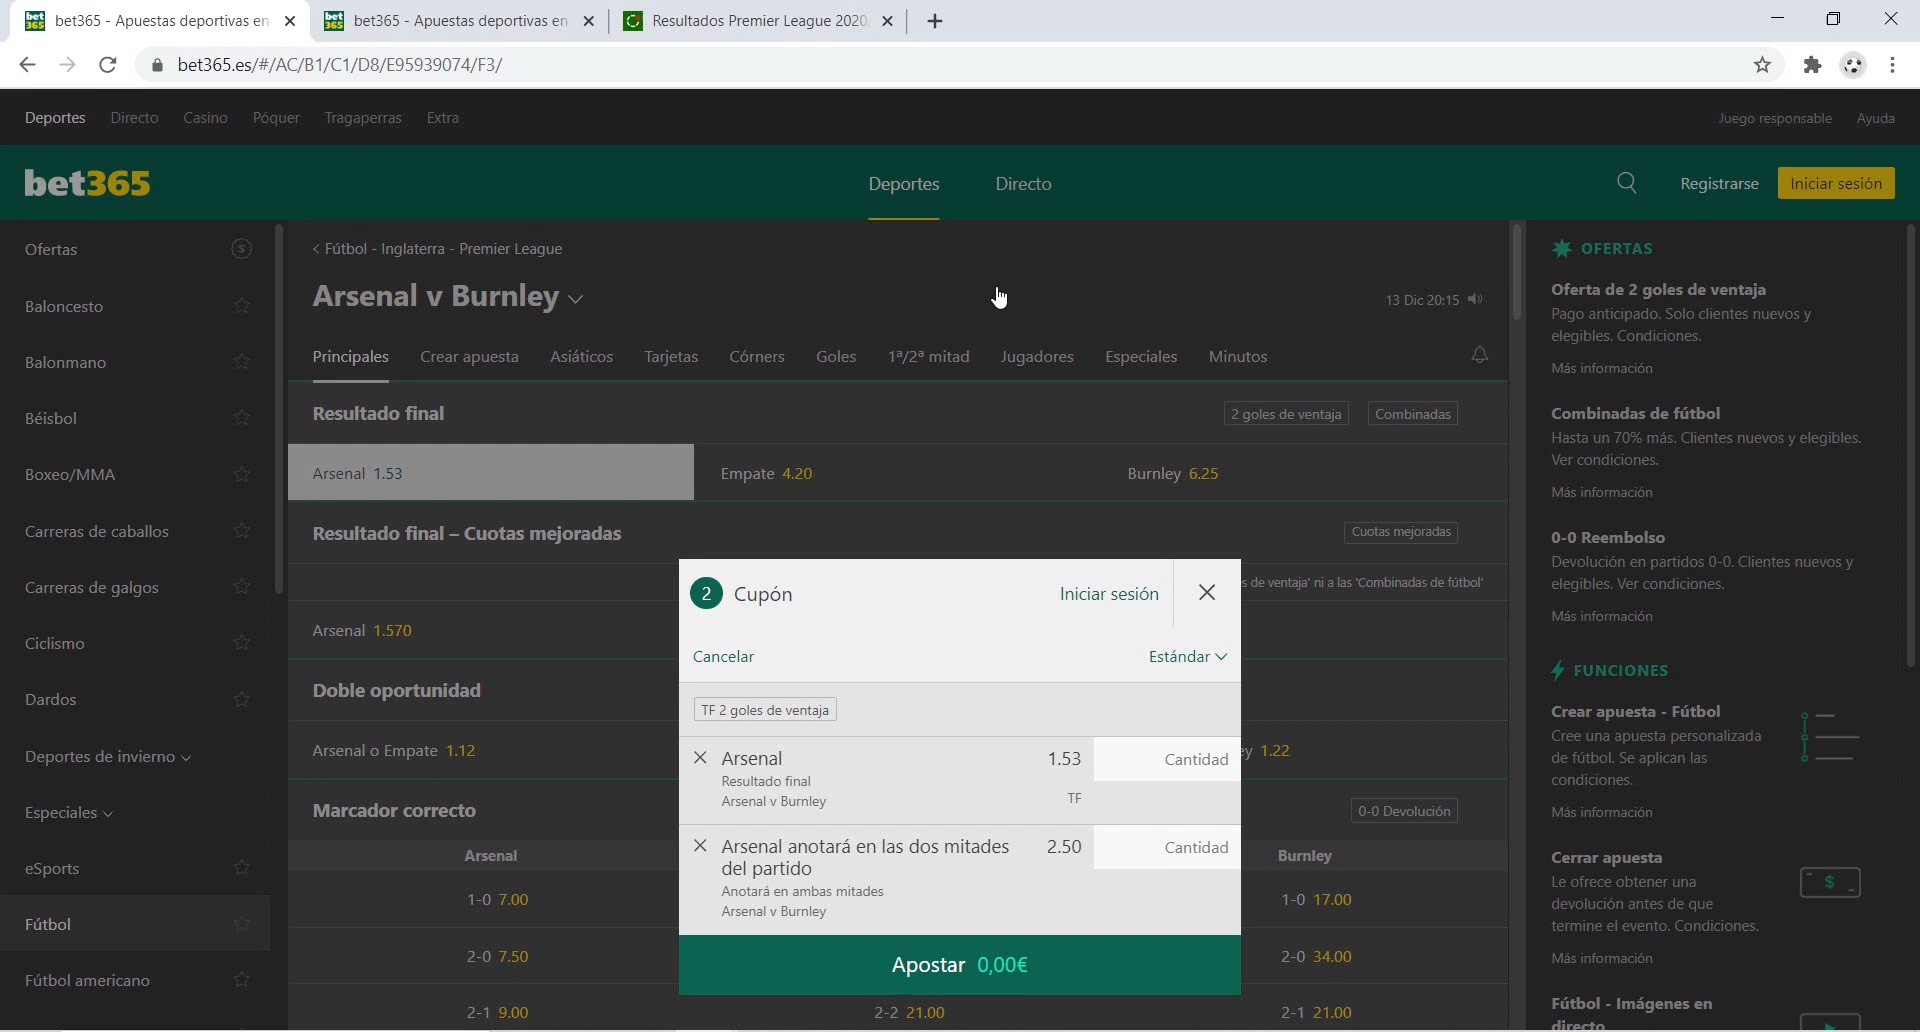 bet365 - Apuestas deportivas en
bet365 - Apuestas deportivas en
Resultados Premier League 2020
bet365.es/#/AC/B1/C1/D8/E95939074/F3/
Deportes Directo Casino Póquer Tragaperras Extra
Juego responsable Ayuda
bet365
Deportes Directo
Registrarse Iniciar sesión
Ofertas
Baloncesto
Balonmano
Béisbol
Boxeo/MMA
Carreras de caballos
Carreras de galgos
Ciclismo
Dardos
Deportes de invierno
Especiales
eSports
Fútbol
Fútbol americano
< Fútbol - Inglaterra - Premier League
Arsenal v Burnley
13 Dic 20:15
Principales Crear apuesta Asiáticos Tarjetas Córners Goles 1ª/2ª mitad Jugadores Especiales Minutos
Resultado final
2 goles de ventaja Combinadas
Arsenal 1.53 Empate 4.20 Burnley 6.25
Resultado final – Cuotas mejoradas
Cuotas mejoradas
de ventaja' ni a las 'Combinadas de fútbol'
Arsenal 1.570
Doble oportunidad
Arsenal o Empate 1.12
1.22
Marcador correcto
0-0 Devolución
Arsenal Burnley
1-0 7.00 1-0 17.00
2-0 7.50 2-0 34.00
2-1 9.00 2-2 21.00 2-1 21.00
2 Cupón
Iniciar sesión
Cancelar
Estándar
TF 2 goles de ventaja
Arsenal 1.53 Cantidad
Resultado final
Arsenal v Burnley TF
Arsenal anotará en las dos mitades 2.50 Cantidad
del partido
Anotará en ambas mitades
Arsenal v Burnley
Apostar 0,00€
OFERTAS
Oferta de 2 goles de ventaja
Pago anticipado. Solo clientes nuevos y
elegibles. Condiciones.
Más información
Combinadas de fútbol
Hasta un 70% más. Clientes nuevos y elegibles.
Ver condiciones.
Más información
0-0 Reembolso
Devolución en partidos 0-0. Clientes nuevos y
elegibles. Ver condiciones.
Más información
FUNCIONES
Crear apuesta - Fútbol
Cree una apuesta personalizada
de fútbol. Se aplican las
condiciones.
Más información
Cerrar apuesta
Le ofrece obtener una
devolución antes de que
termine el evento. Condiciones.
Más información
Fútbol - Imágenes en
directo